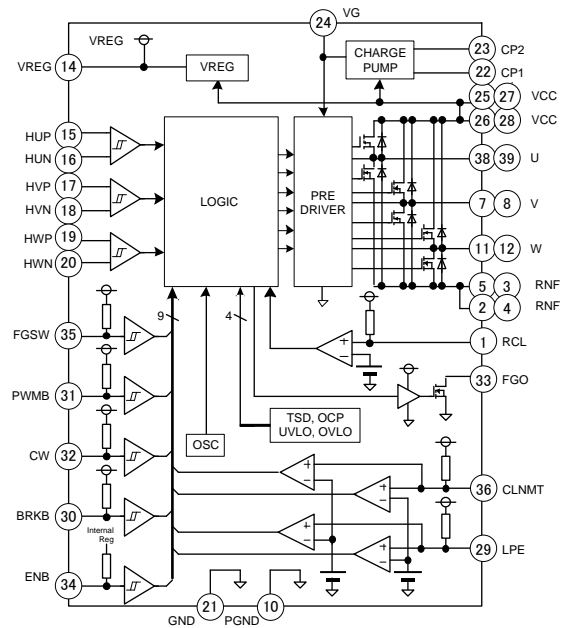 24 VG
VREG
VREG 14
VREG
CHARGE
PUMP
23 CP2
22 CP1
25 27 VCC
26 28 VCC
HUP 15
HUN 16
HVP 17
HVN 18
HWP 19
HWN 20
LOGIC
PRE
DRIVER
38 39 U
7 8 V
11 12 W
5 3 RNF
2 4 RNF
9
4
+
−
1 RCL
FGSW 35
33 FGO
PWMB 31
OSC
TSD, OCP
UVLO, OVLO
CW 32
+
−
+
−
36 CLNMT
BRKB 30
+
−
+
−
29 LPE
Internal
Reg
ENB 34
GND 21
PGND 10